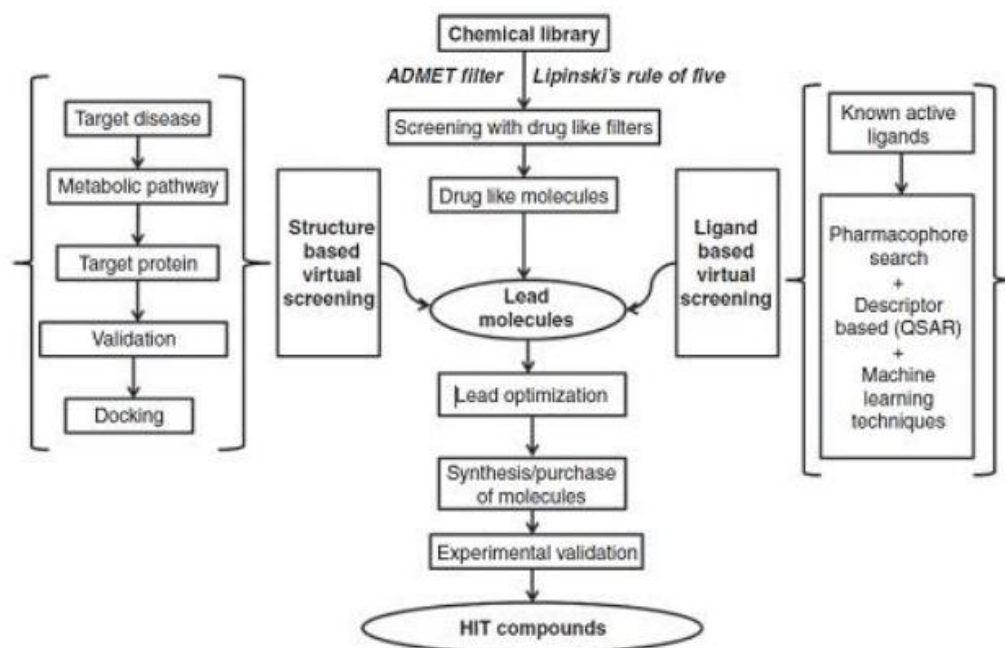 Chemical library
ADMET filter
Lipinski's rule of five
Screening with drug like filters
Drug like molecules
Target disease
Metabolic pathway
Target protein
Validation
Docking
Structure
based
virtual
screening
Lead
molecules
Ligand
based
virtual
screening
Known active
ligands
Pharmacophore
search
+
Descriptor
based (QSAR)
+
Machine
learning
techniques
Lead optimization
Synthesis/purchase
of molecules
Experimental validation
HIT compounds